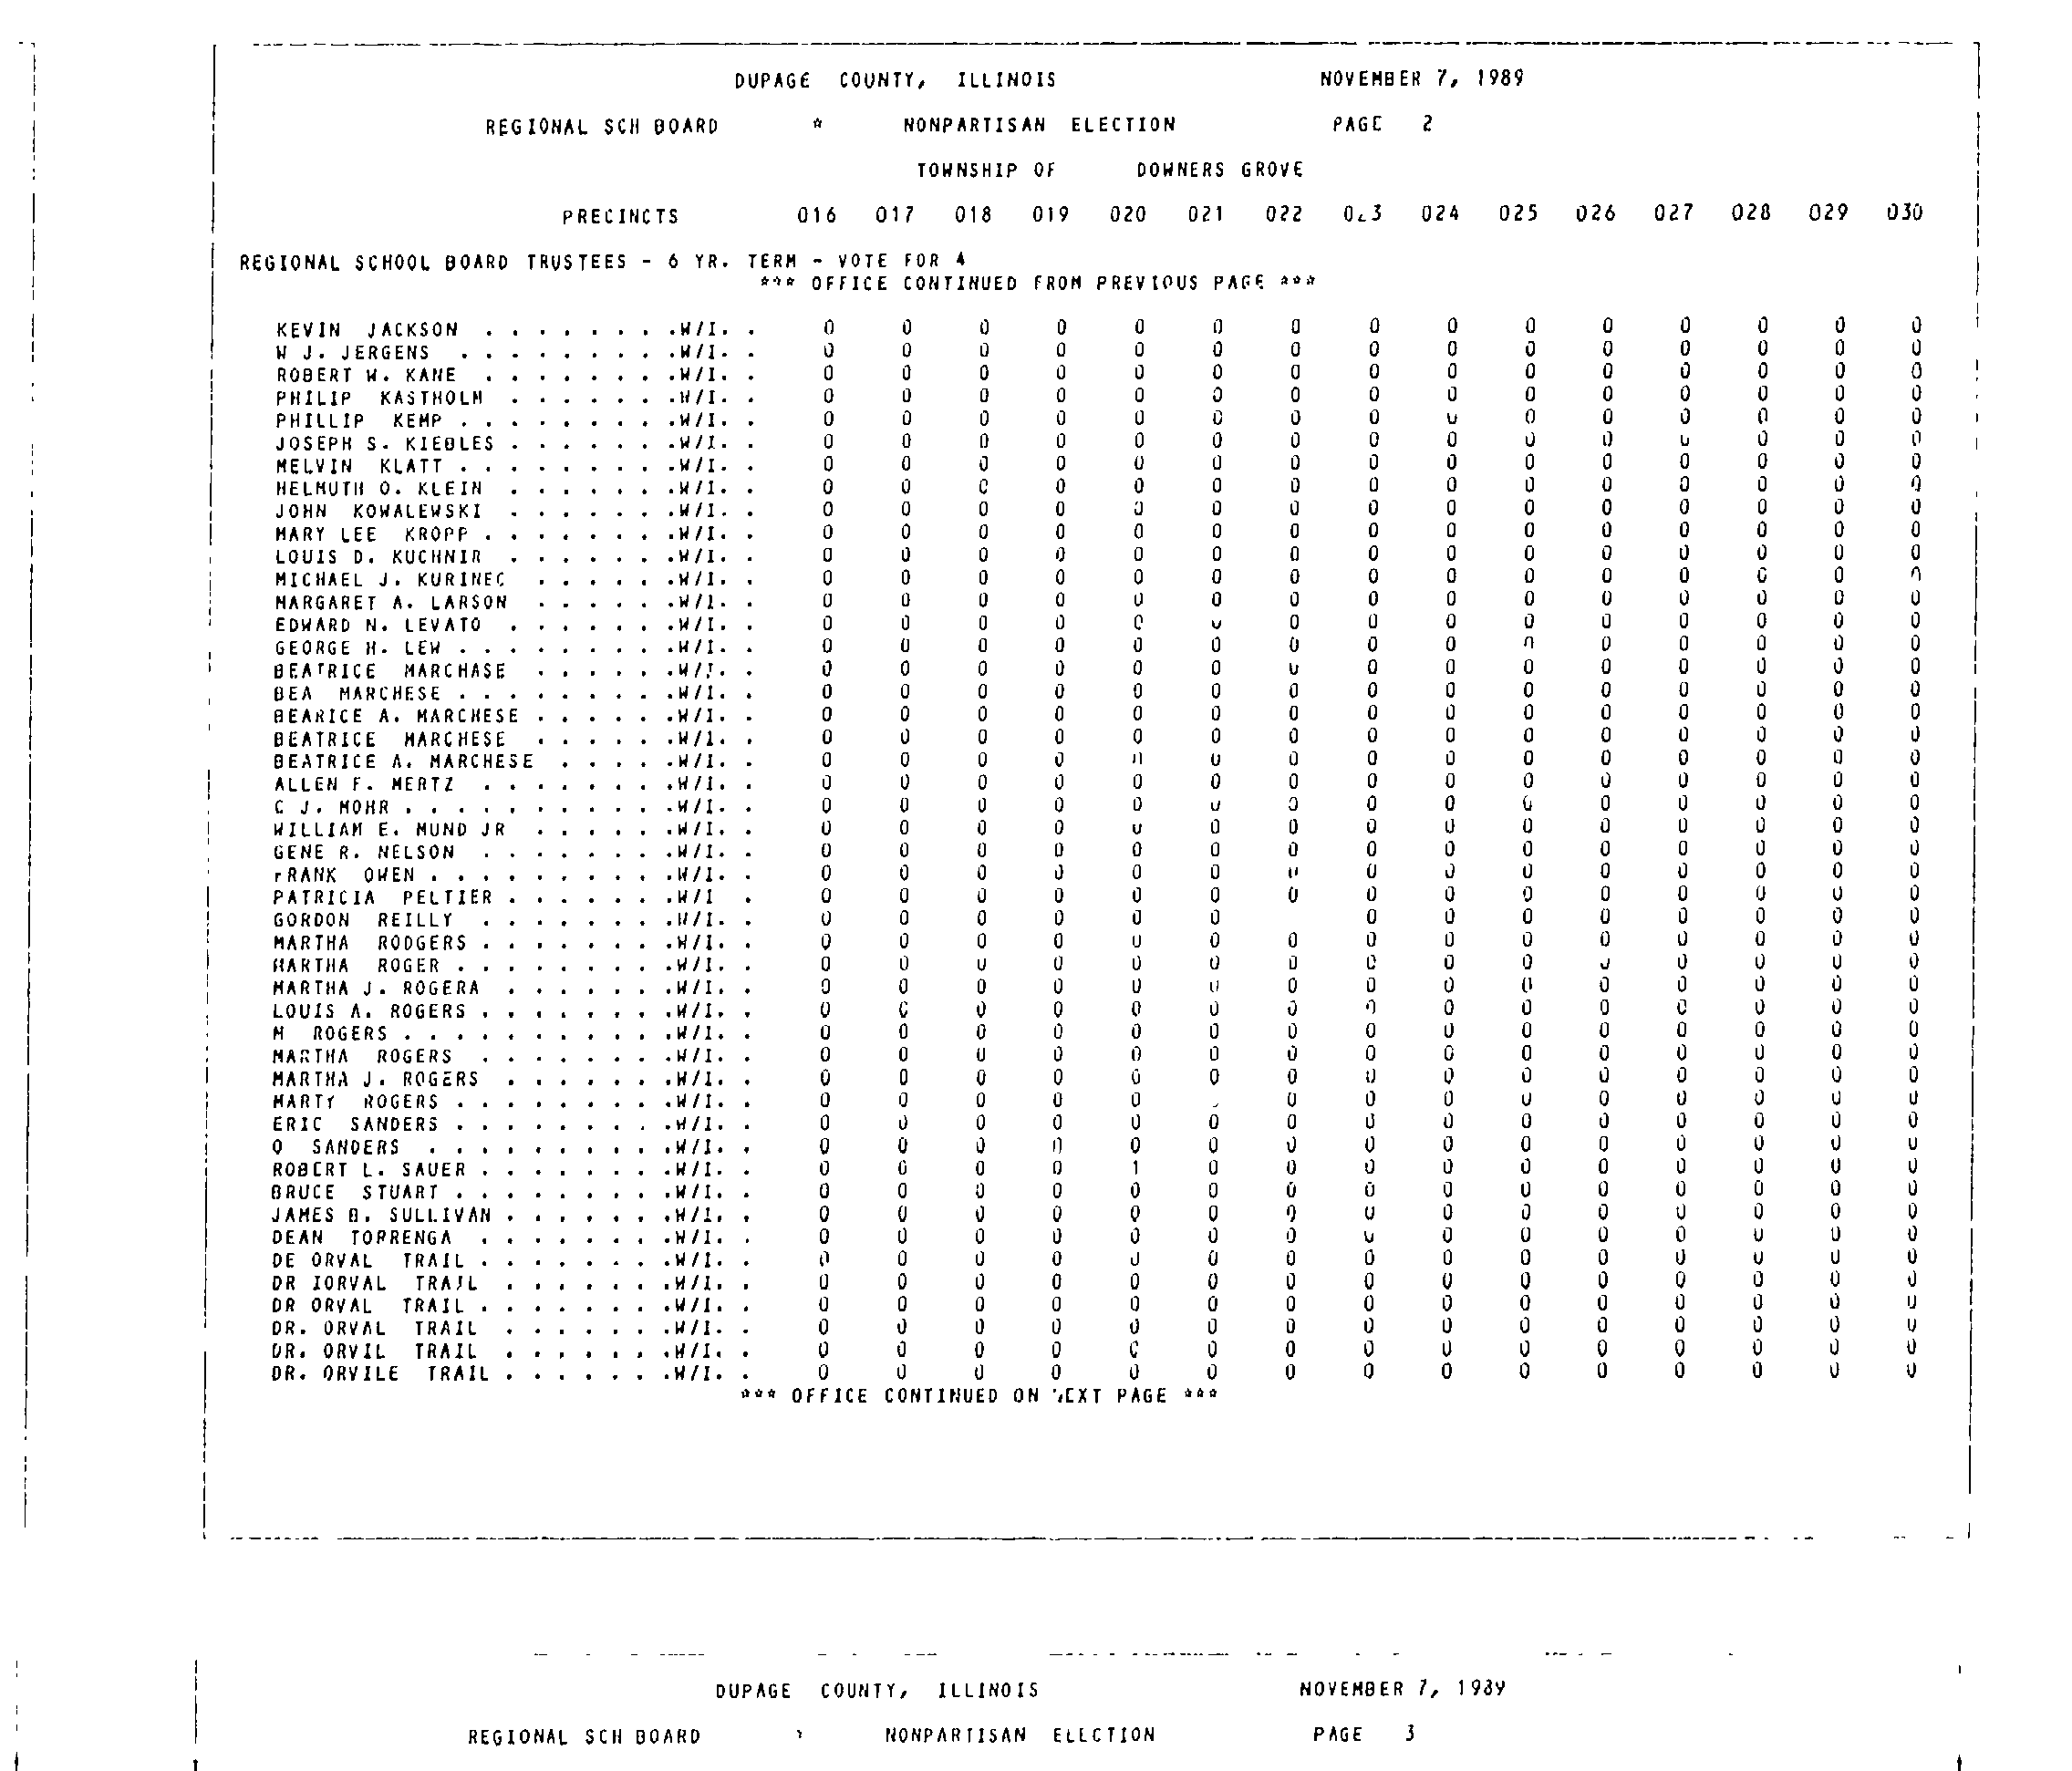 DUPAGE COUNTY, ILLINOIS NOVEMBER 7, 1989
REGIONAL SCH BOARD * NONPARTISAN ELECTION PAGE 2
TOWNSHIP OF DOWNERS GROVE
PRECINCTS 016 017 018 019 020 021 022 023 024 025 026 027 028 029 030
REGIONAL SCHOOL BOARD TRUSTEES - 6 YR. TERM - VOTE FOR 4
*** OFFICE CONTINUED FROM PREVIOUS PAGE ***
KEVIN JACKSON . . . . . . . .W/I. . 0 0 0 0 0 0 0 0 0 0 0 0 0 0 0
W J. JERGENS . . . . . . . . .W/I. . 0 0 0 0 0 0 0 0 0 0 0 0 0 0 0
ROBERT W. KANE . . . . . . . .W/I. . 0 0 0 0 0 0 0 0 0 0 0 0 0 0 0
PHILIP KASTHOLM . . . . . . .W/I. . 0 0 0 0 0 0 0 0 0 0 0 0 0 0 0
PHILLIP KEMP . . . . . . . . .W/I. . 0 0 0 0 0 0 0 0 0 0 0 0 0 0 0
JOSEPH S. KIEBLES . . . . . . .W/I. . 0 0 0 0 0 0 0 0 0 0 0 0 0 0 0
MELVIN KLATT . . . . . . . . .W/I. . 0 0 0 0 0 0 0 0 0 0 0 0 0 0 0
HELMUTH O. KLEIN . . . . . . .W/I. . 0 0 0 0 0 0 0 0 0 0 0 0 0 0 0
JOHN KOWALEWSKI . . . . . . .W/I. . 0 0 0 0 0 0 0 0 0 0 0 0 0 0 0
MARY LEE KROPP . . . . . . . .W/I. . 0 0 0 0 0 0 0 0 0 0 0 0 0 0 0
LOUIS D. KUCHNIR . . . . . . .W/I. . 0 0 0 0 0 0 0 0 0 0 0 0 0 0 0
MICHAEL J. KURINEC . . . . . .W/I. . 0 0 0 0 0 0 0 0 0 0 0 0 0 0 0
MARGARET A. LARSON . . . . . .W/I. . 0 0 0 0 0 0 0 0 0 0 0 0 0 0 0
EDWARD N. LEVATO . . . . . . .W/I. . 0 0 0 0 0 0 0 0 0 0 0 0 0 0 0
GEORGE H. LEW . . . . . . . . .W/I. . 0 0 0 0 0 0 0 0 0 0 0 0 0 0 0
BEATRICE MARCHASE . . . . . .W/I. . 0 0 0 0 0 0 0 0 0 0 0 0 0 0 0
BEA MARCHESE . . . . . . . . .W/I. . 0 0 0 0 0 0 0 0 0 0 0 0 0 0 0
BEARICE A. MARCHESE . . . . . .W/I. . 0 0 0 0 0 0 0 0 0 0 0 0 0 0 0
BEATRICE MARCHESE . . . . . .W/I. . 0 0 0 0 0 0 0 0 0 0 0 0 0 0 0
BEATRICE A. MARCHESE . . . . .W/I. . 0 0 0 0 0 0 0 0 0 0 0 0 0 0 0
ALLEN F. MERTZ . . . . . . . .W/I. . 0 0 0 0 0 0 0 0 0 0 0 0 0 0 0
C J. MOHR . . . . . . . . . . .W/I. . 0 0 0 0 0 0 0 0 0 0 0 0 0 0 0
WILLIAM E. MUND JR . . . . . .W/I. . 0 0 0 0 0 0 0 0 0 0 0 0 0 0 0
GENE R. NELSON . . . . . . . .W/I. . 0 0 0 0 0 0 0 0 0 0 0 0 0 0 0
FRANK OWEN . . . . . . . . . .W/I. . 0 0 0 0 0 0 0 0 0 0 0 0 0 0 0
PATRICIA PELTIER . . . . . . .W/I . 0 0 0 0 0 0 0 0 0 0 0 0 0 0 0
GORDON REILLY . . . . . . . .W/I. . 0 0 0 0 0 0 0 0 0 0 0 0 0 0
MARTHA RODGERS . . . . . . . .W/I. . 0 0 0 0 0 0 0 0 0 0 0 0 0 0 0
MARTHA ROGER . . . . . . . . .W/I. . 0 0 0 0 0 0 0 0 0 0 0 0 0 0 0
MARTHA J. ROGERA . . . . . . .W/I. . 0 0 0 0 0 0 0 0 0 0 0 0 0 0 0
LOUIS A. ROGERS . . . . . . . .W/I. . 0 0 0 0 0 0 0 0 0 0 0 0 0 0 0
M ROGERS . . . . . . . . . . .W/I. . 0 0 0 0 0 0 0 0 0 0 0 0 0 0 0
MARTHA ROGERS . . . . . . . .W/I. . 0 0 0 0 0 0 0 0 0 0 0 0 0 0 0
MARTHA J. ROGERS . . . . . . .W/I. . 0 0 0 0 0 0 0 0 0 0 0 0 0 0 0
MARTY ROGERS . . . . . . . . .W/I. . 0 0 0 0 0 0 0 0 0 0 0 0 0 0
ERIC SANDERS . . . . . . . . .W/I. . 0 0 0 0 0 0 0 0 0 0 0 0 0 0 0
O SANDERS . . . . . . . . . .W/I. . 0 0 0 0 0 0 0 0 0 0 0 0 0 0 0
ROBERT L. SAUER . . . . . . . .W/I. . 0 0 0 0 1 0 0 0 0 0 0 0 0 0 0
BRUCE STUART . . . . . . . . .W/I. . 0 0 0 0 0 0 0 0 0 0 0 0 0 0 0
JAMES B. SULLIVAN . . . . . . .W/I. . 0 0 0 0 0 0 0 0 0 0 0 0 0 0 0
DEAN TOPRENGA . . . . . . . .W/I. . 0 0 0 0 0 0 0 0 0 0 0 0 0 0 0
DE ORVAL TRAIL . . . . . . . .W/I. . 0 0 0 0 0 0 0 0 0 0 0 0 0 0 0
DR IORVAL TRAIL . . . . . . .W/I. . 0 0 0 0 0 0 0 0 0 0 0 0 0 0 0
DR ORVAL TRAIL . . . . . . . .W/I. . 0 0 0 0 0 0 0 0 0 0 0 0 0 0 0
DR. ORVAL TRAIL . . . . . . .W/I. . 0 0 0 0 0 0 0 0 0 0 0 0 0 0 0
DR. ORVIL TRAIL . . . . . . .W/I. . 0 0 0 0 0 0 0 0 0 0 0 0 0 0 0
DR. ORVILE TRAIL . . . . . . .W/I. . 0 0 0 0 0 0 0 0 0 0 0 0 0 0 0
*** OFFICE CONTINUED ON NEXT PAGE ***
DUPAGE COUNTY, ILLINOIS NOVEMBER 7, 1989
REGIONAL SCH BOARD NONPARTISAN ELECTION PAGE 3